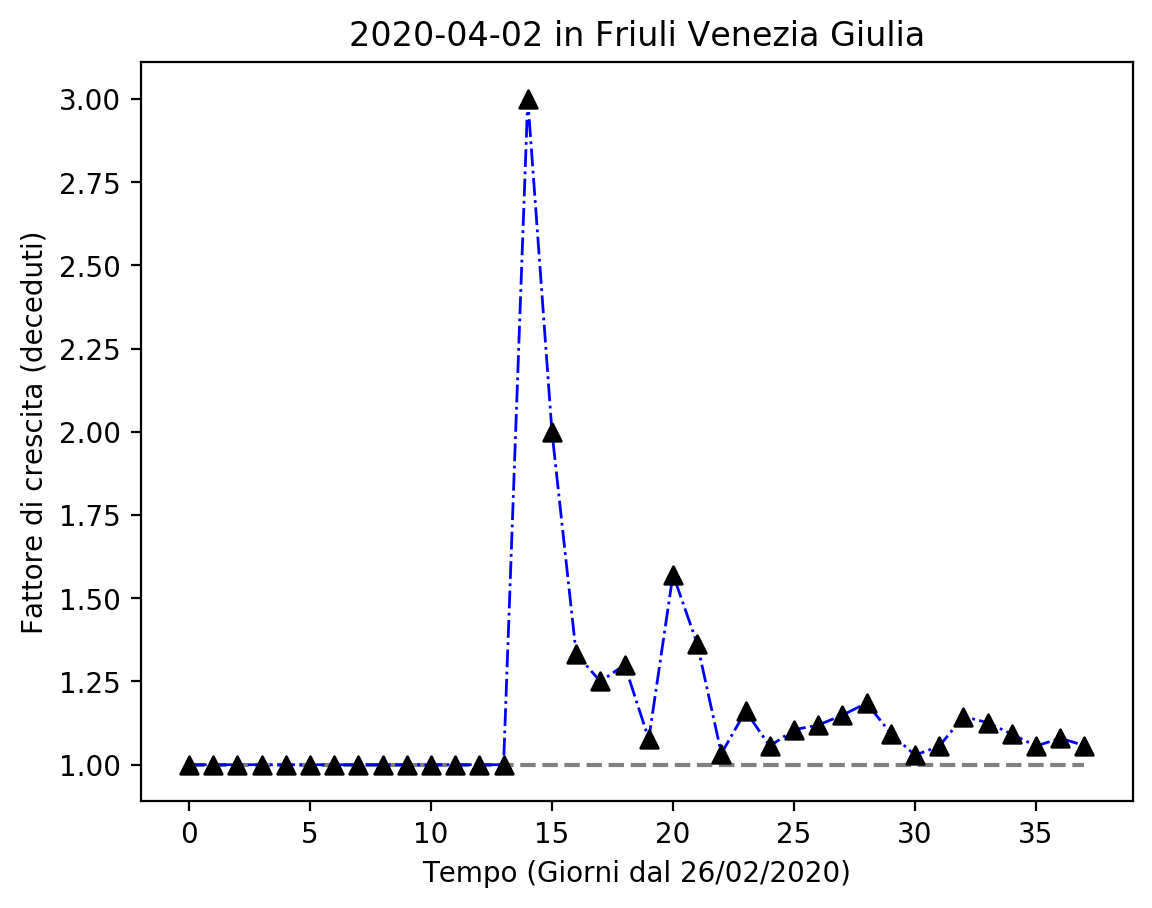 2020-04-02 in Friuli Venezia Giulia
Fattore di crescita (deceduti)
3.00
2.75
2.50
2.25
2.00
1.75
1.50
1.25
1.00
0 5 10 15 20 25 30 35
Tempo (Giorni dal 26/02/2020)